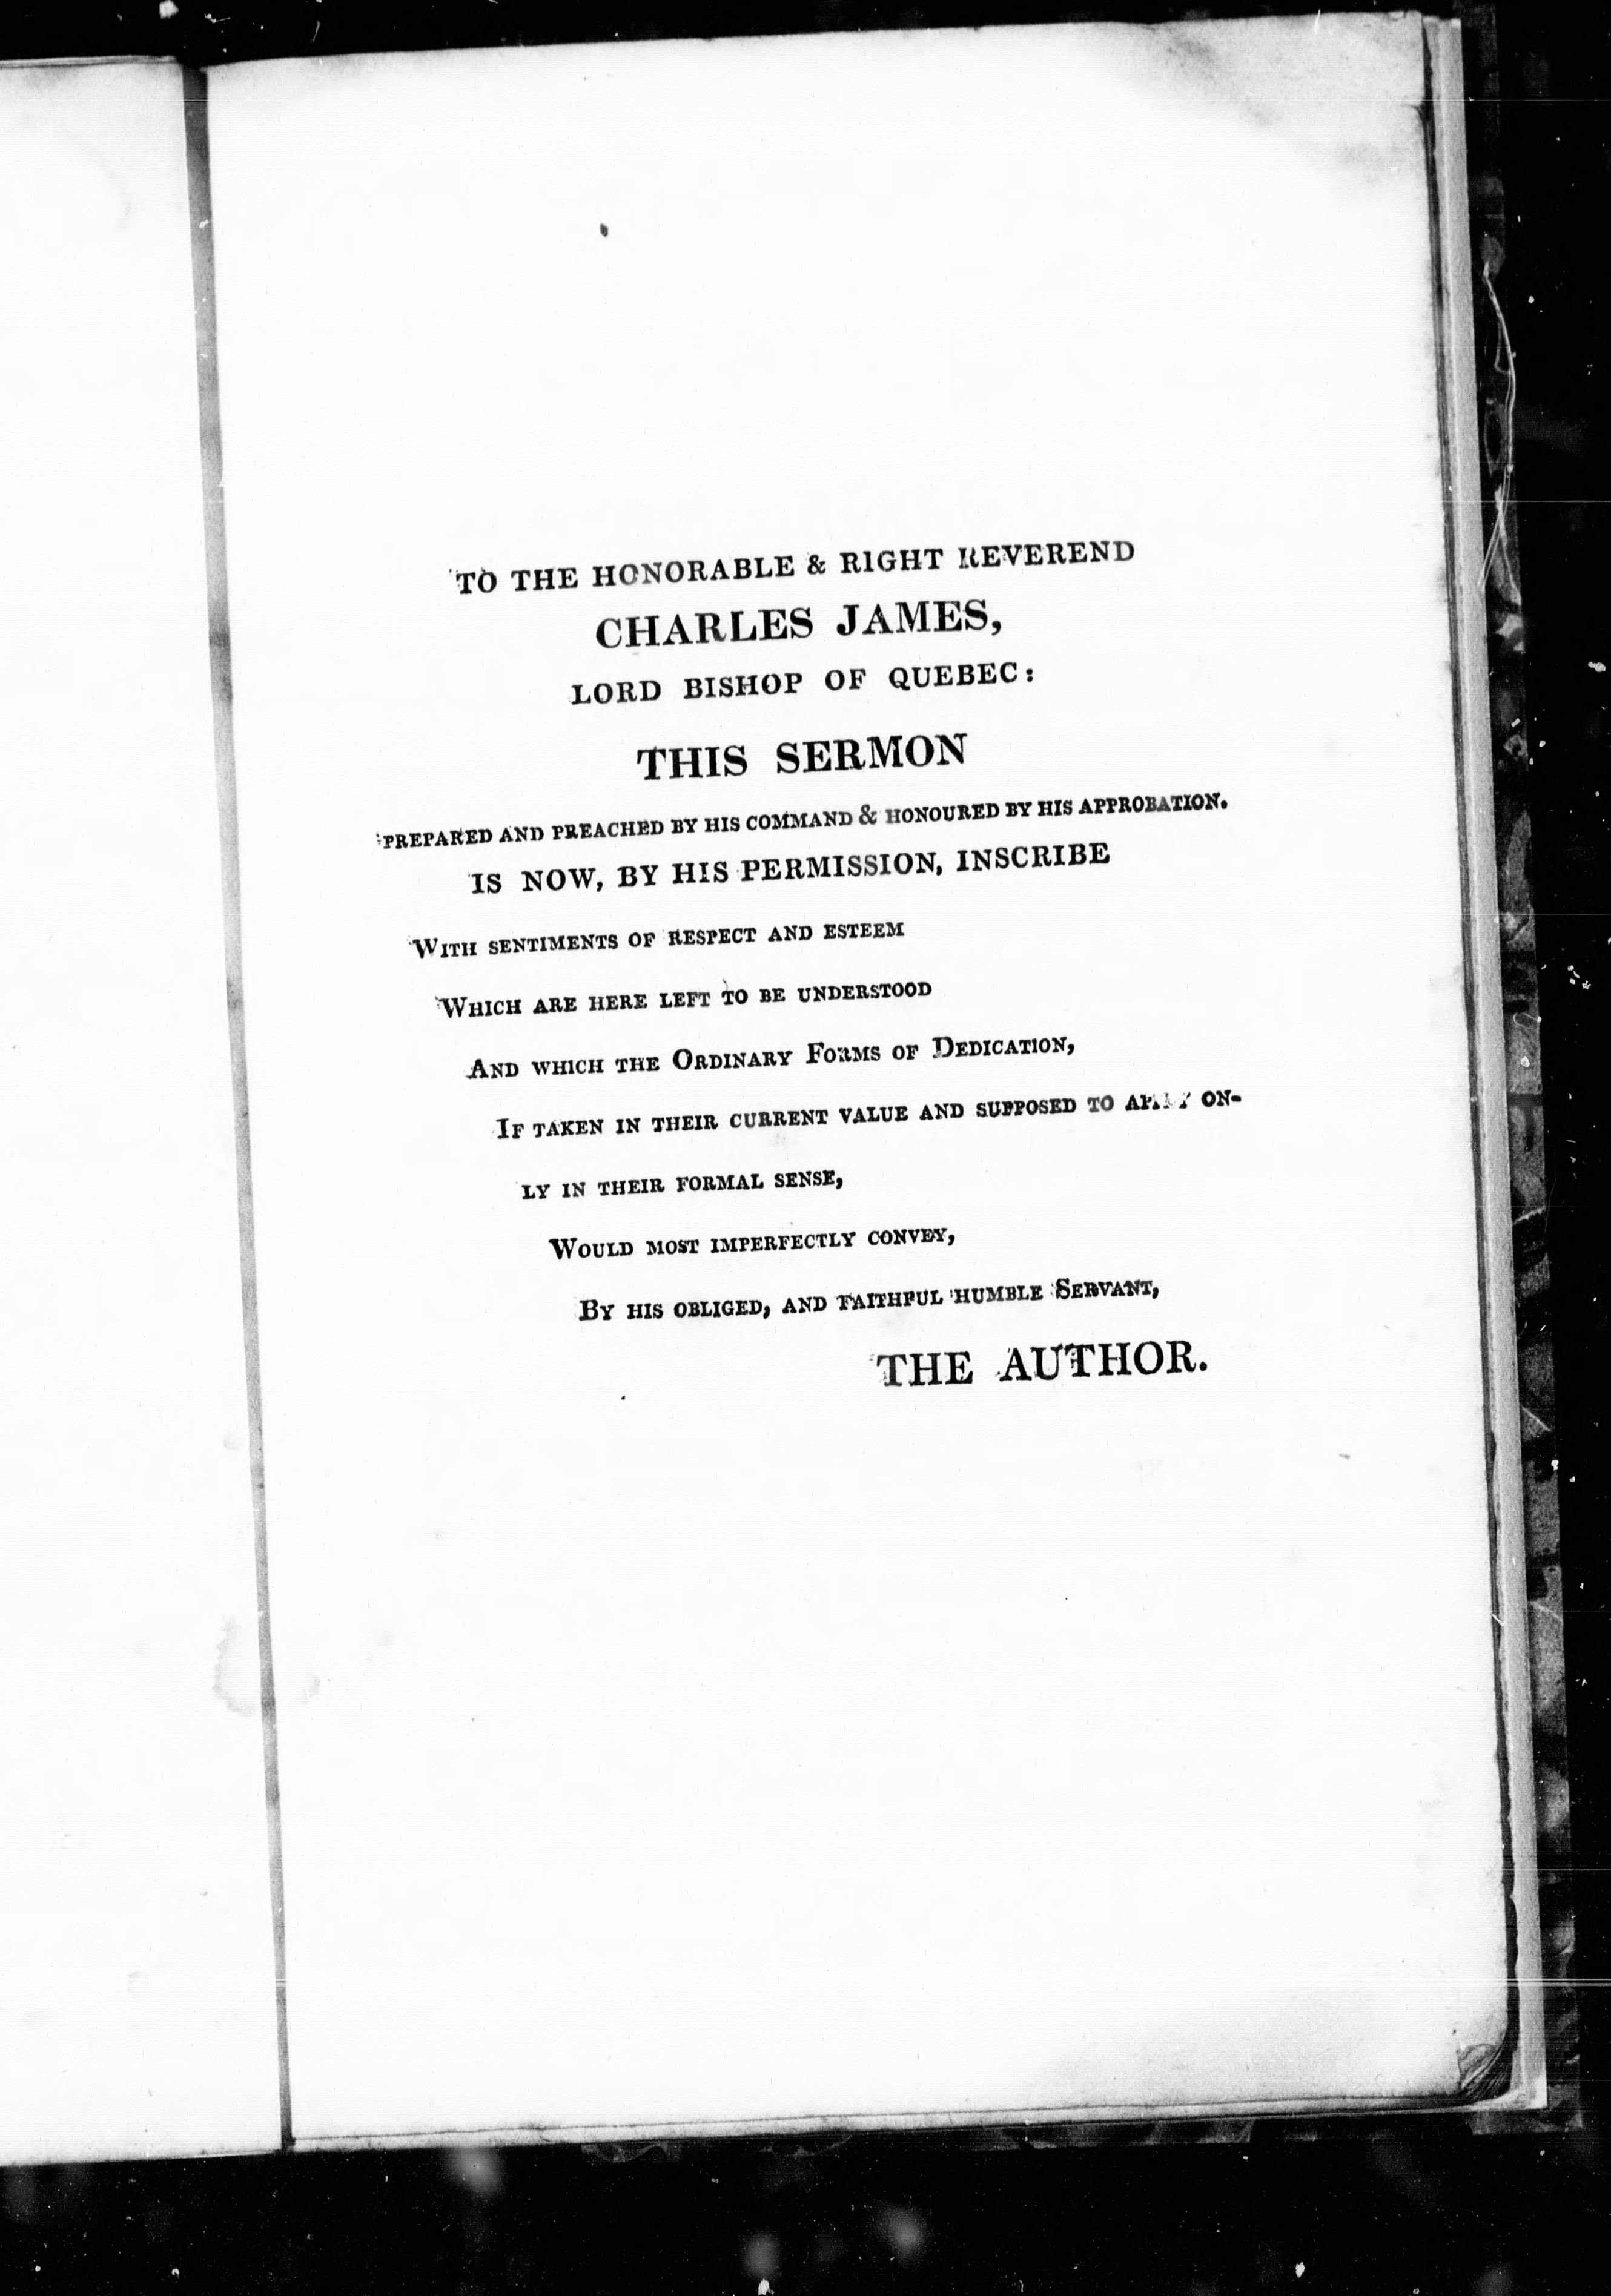 TO THE HONORABLE & RIGHT REVEREND
CHARLES JAMES,
LORD BISHOP OF QUEBEC:
THIS SERMON
PREPARED AND PREACHED BY HIS COMMAND & HONOURED BY HIS APPROBATION.
IS NOW, BY HIS PERMISSION, INSCRIBE
WITH SENTIMENTS OF RESPECT AND ESTEEM
WHICH ARE HERE LEFT TO BE UNDERSTOOD
AND WHICH THE ORDINARY FORMS OF DEDICATION,
IF TAKEN IN THEIR CURRENT VALUE AND SUPPOSED TO ON-
LY IN THEIR FORMAL SENSE,
WOULD MOST IMPERFECTLY CONVEY,
BY HIS OBLIGED, AND FAITHFUL HUMBLE SERVANT,
THE AUTHOR.